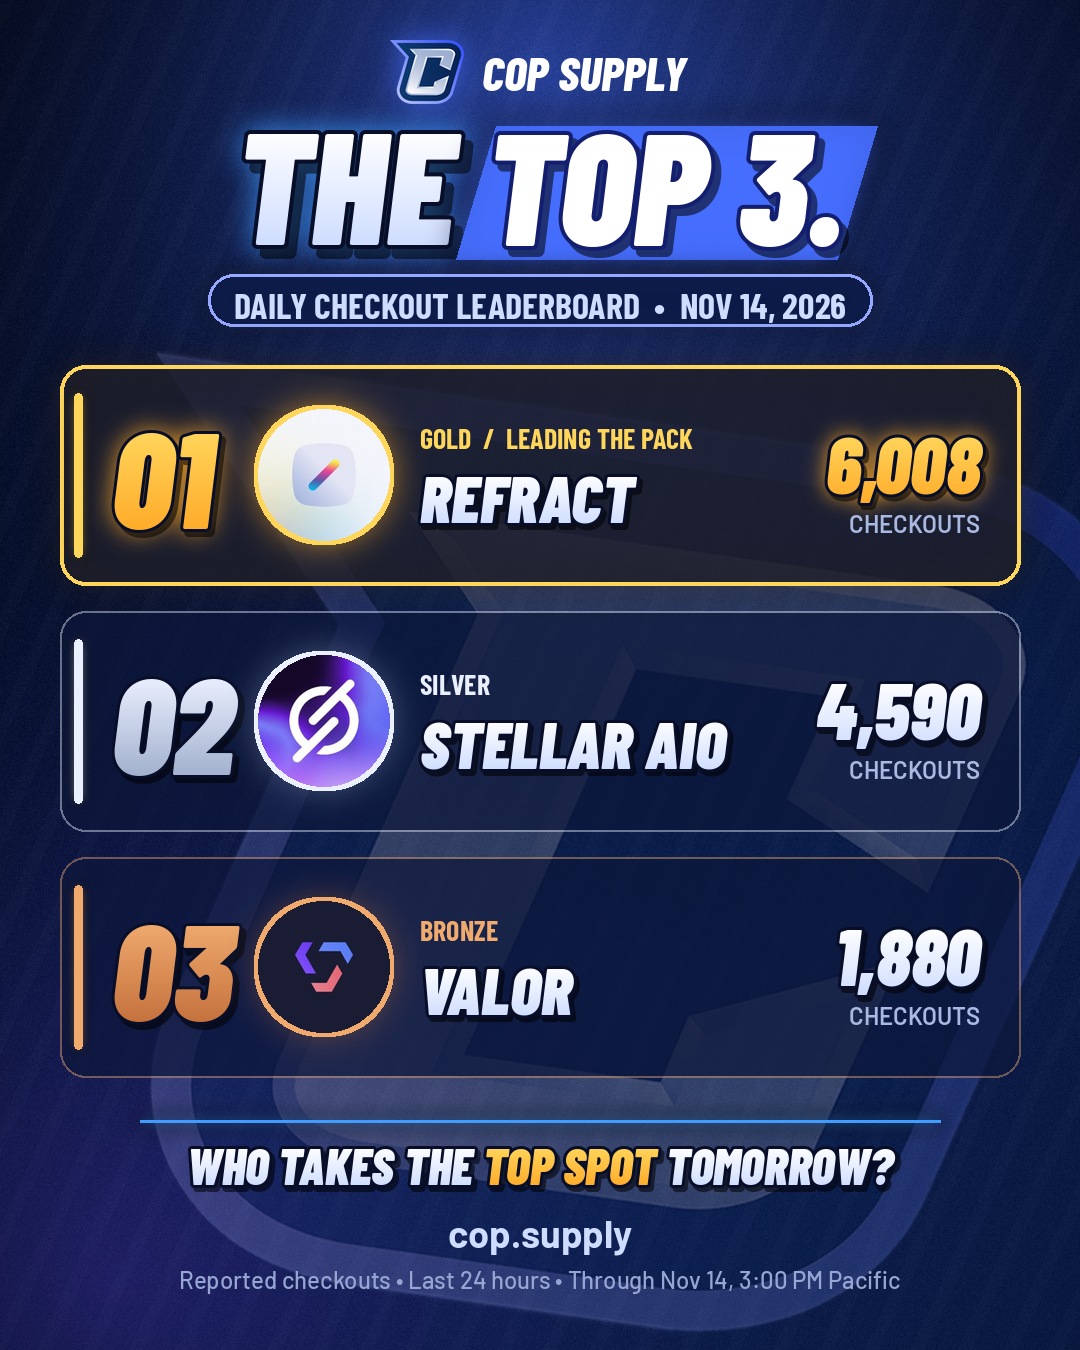 COP SUPPLY
THE TOP 3.
DAILY CHECKOUT LEADERBOARD • NOV 14, 2026
01
GOLD / LEADING THE PACK
REFRACT
6,008
CHECKOUTS
02
SILVER
STELLAR AIO
4,590
CHECKOUTS
03
BRONZE
VALOR
1,880
CHECKOUTS
WHO TAKES THE TOP SPOT TOMORROW?
cop.supply
Reported checkouts • Last 24 hours • Through Nov 14, 3:00 PM Pacific